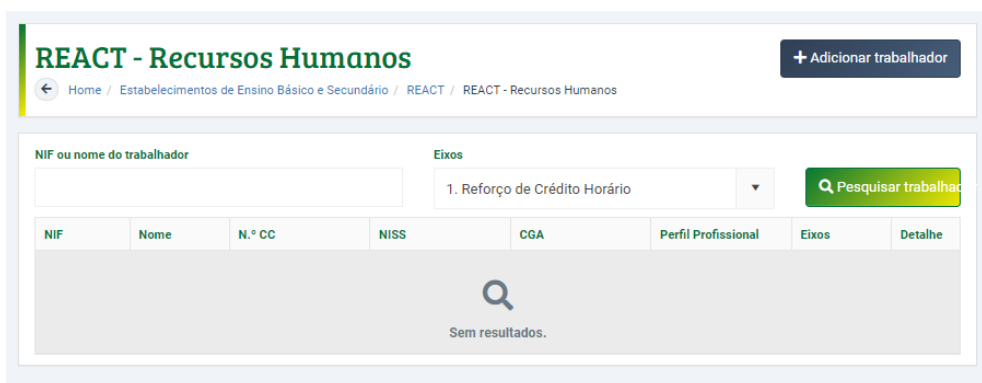 REACT - Recursos Humanos
Adicionar trabalhador
Home / Estabelecimentos de Ensino Básico e Secundário / REACT / REACT - Recursos Humanos
NIF ou nome do trabalhador
Eixos
1. Reforço de Crédito Horário
Pesquisar trabalhad
NIF Nome N.º CC NISS CGA Perfil Profissional Eixos Detalhe
Sem resultados.